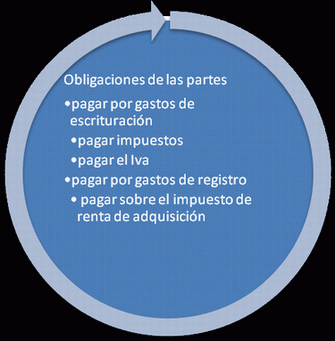 Obligaciones de las partes
•pagar por gastos de
escrituración
•pagar impuestos
•pagar el Iva
•pagar por gastos de registro
• pagar sobre el impuesto de
renta de adquisición